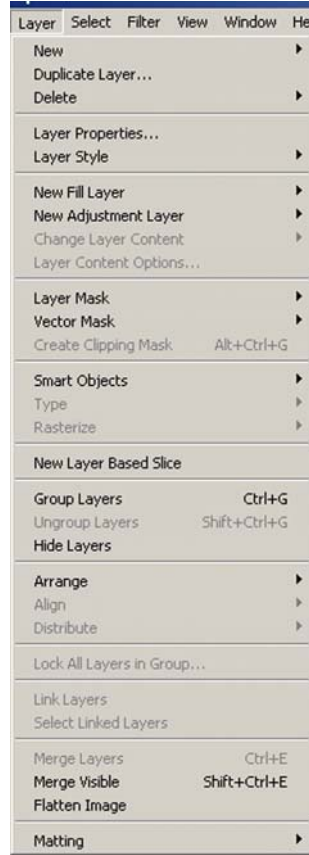 Layer Select Filter View Window He
New
Duplicate Layer...
Delete
Layer Properties...
Layer Style
New Fill Layer
New Adjustment Layer
Change Layer Content
Layer Content Options...
Layer Mask
Vector Mask
Create Clipping Mask Alt+Ctrl+G
Smart Objects
Type
Rasterize
New Layer Based Slice
Group Layers Ctrl+G
Ungroup Layers Shift+Ctrl+G
Hide Layers
Arrange
Align
Distribute
Lock All Layers in Group...
Link Layers
Select Linked Layers
Merge Layers Ctrl+E
Merge Visible Shift+Ctrl+E
Flatten Image
Matting